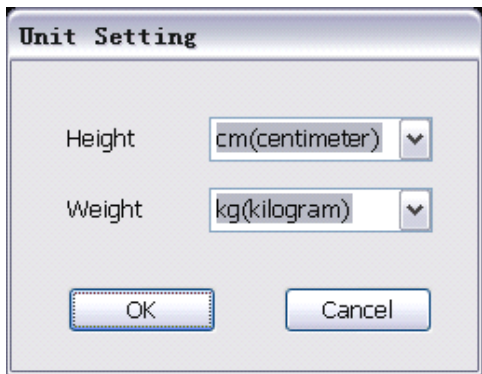 Unit Setting
Height cm(centimeter)
Weight kg(kilogram)
OK Cancel